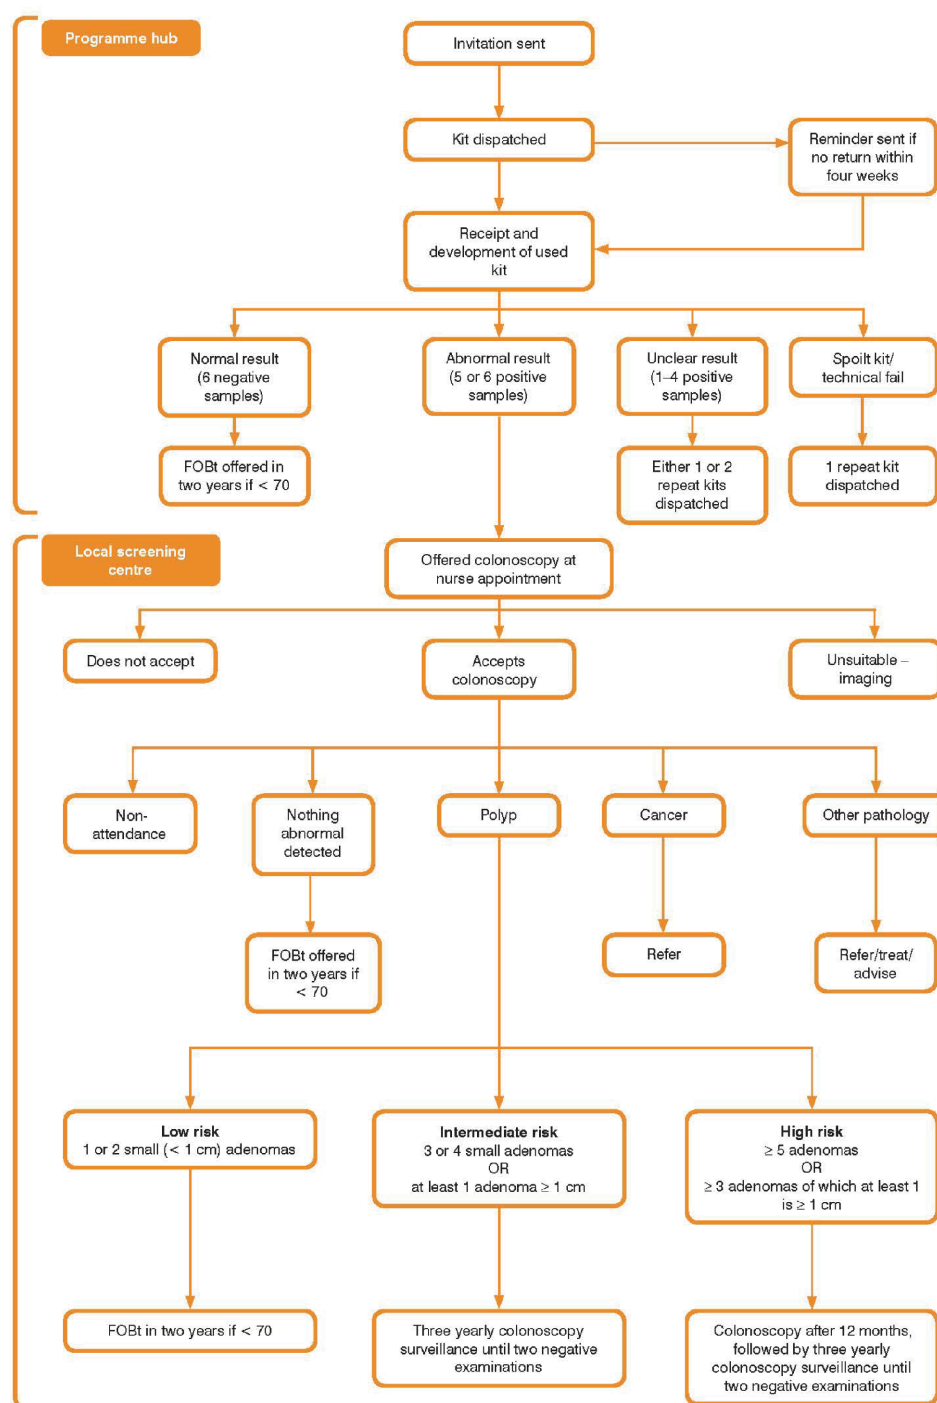 Programme hub
Invitation sent
Kit dispatched
Reminder sent if
no return within
four weeks
Receipt and
development of used
kit
Normal result
(6 negative
samples)
Abnormal result
(5 or 6 positive
samples)
Unclear result
(1–4 positive
samples)
Spoilt kit/
technical fail
FOBt offered in
two years if < 70
Either 1 or 2
repeat kits
dispatched
1 repeat kit
dispatched
Local screening
centre
Offered colonoscopy at
nurse appointment
Does not accept
Accepts
colonoscopy
Unsuitable –
imaging
Non-
attendance
Nothing
abnormal
detected
Polyp
Cancer
Other pathology
FOBt offered
in two years if
< 70
Refer
Refer/treat/
advise
Low risk
1 or 2 small (< 1 cm) adenomas
Intermediate risk
3 or 4 small adenomas
OR
at least 1 adenoma ≥ 1 cm
High risk
≥ 5 adenomas
OR
≥ 3 adenomas of which at least 1
is ≥ 1 cm
FOBt in two years if < 70
Three yearly colonoscopy
surveillance until two negative
examinations
Colonoscopy after 12 months,
followed by three yearly
colonoscopy surveillance until
two negative examinations